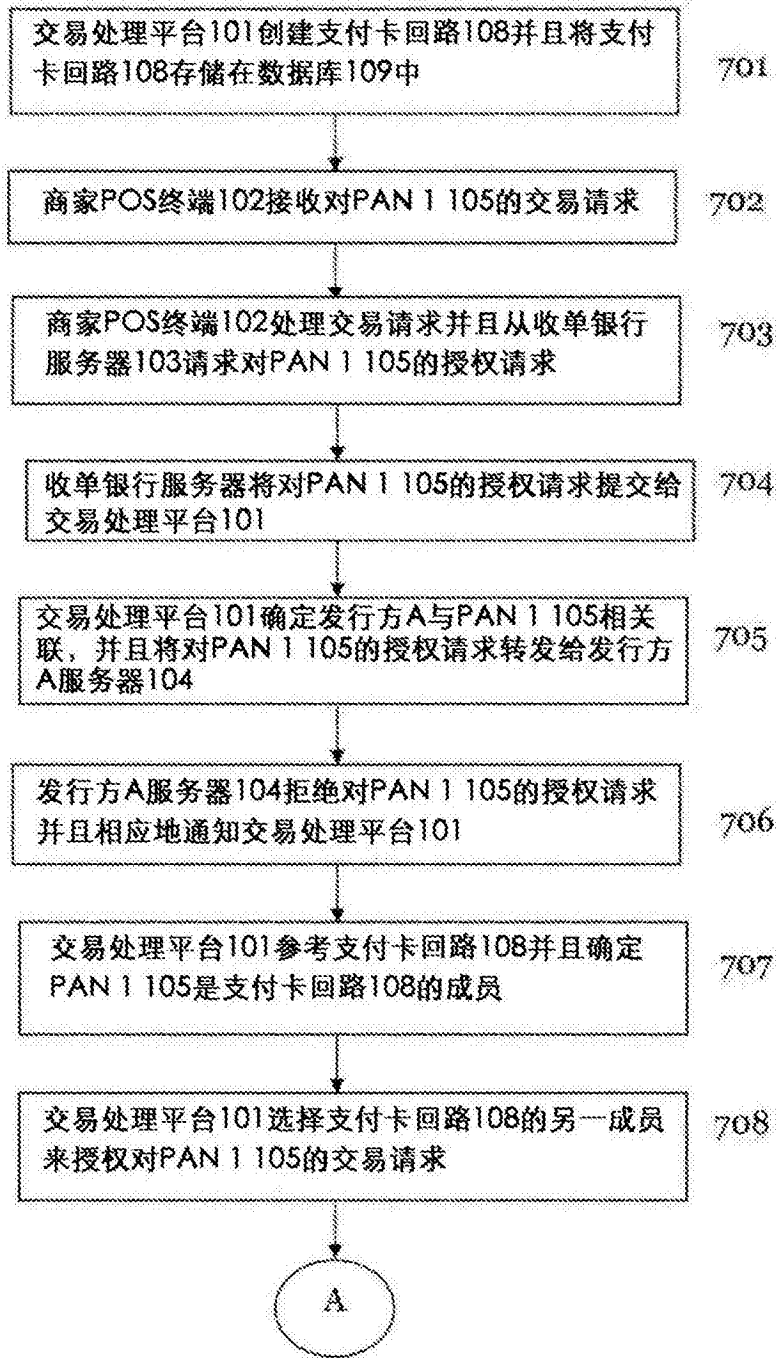 交易处理平台101创建支付卡回路108并且将支付
卡回路108存储在数据库109中
701
商家POS终端102接收对PAN 1 105的交易请求
702
商家POS终端102处理交易请求并且从收单银行
服务器103请求对PAN 1 105的授权请求
703
收单银行服务器将对PAN 1 105的授权请求提交给
交易处理平台101
704
交易处理平台101确定发行方A与PAN 1 105相关
联，并且将对PAN 1 105的授权请求转发给发行方
A服务器104
705
发行方A服务器104拒绝对PAN 1 105的授权请求
并且相应地通知交易处理平台101
706
交易处理平台101参考支付卡回路108并且确定
PAN 1 105是支付卡回路108的成员
707
交易处理平台101选择支付卡回路108的另一成员
来授权对PAN 1 105的交易请求
708
A